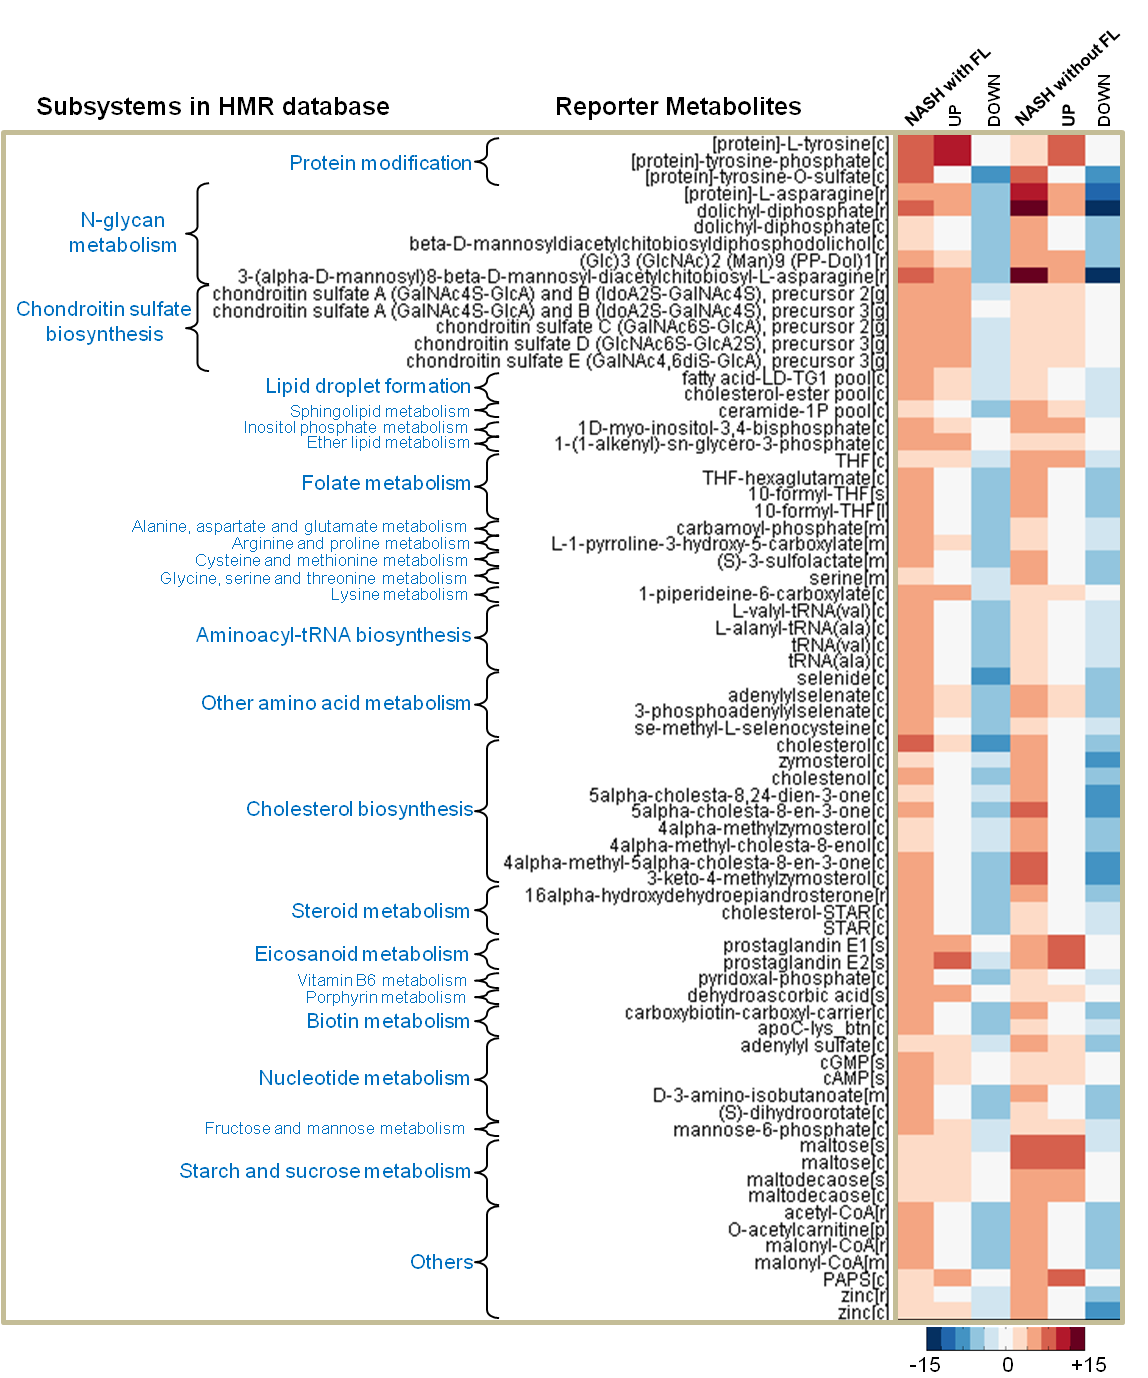 NASH with FL
UP
DOWN
NASH without FL
UP
DOWN
Subsystems in HMR database
Reporter Metabolites
Protein modification
[protein]-L-tyrosine[c]
[protein]-tyrosine-phosphate[c]
[protein]-tyrosine-O-sulfate[c]
N-glycan
metabolism
[protein]-L-asparagine[r]
dolichyl-diphosphate[r]
dolichyl-diphosphate[c]
beta-D-mannosyldiacetylchitobiosyldiphosphodolichol[c]
(Glc)3 (GlcNAc)2 (Man)9 (PP-Dol)1[r]
3-(alpha-D-mannosyl)8-beta-D-mannosyl-diacetylchitobiosyl-L-asparagine[r]
Chondroitin sulfate
biosynthesis
chondroitin sulfate A (GalNAc4S-GlcA) and B (IdoA2S-GalNAc4S), precursor 2[g]
chondroitin sulfate A (GalNAc4S-GlcA) and B (IdoA2S-GalNAc4S), precursor 3[g]
chondroitin sulfate C (GalNAc6S-GlcA), precursor 2[g]
chondroitin sulfate D (GlcNAc6S-GlcA2S), precursor 3[g]
chondroitin sulfate E (GalNAc4,6diS-GlcA), precursor 3[g]
Lipid droplet formation
fatty acid-LD-TG1 pool[c]
cholesterol-ester pool[c]
Sphingolipid metabolism
ceramide-1P pool[c]
Inositol phosphate metabolism
1D-myo-inositol-3,4-bisphosphate[c]
Ether lipid metabolism
1-(1-alkenyl)-sn-glycero-3-phosphate[c]
Folate metabolism
THF[c]
THF-hexaglutamate[c]
10-formyl-THF[s]
10-formyl-THF[l]
Alanine, aspartate and glutamate metabolism
carbamoyl-phosphate[m]
Arginine and proline metabolism
L-1-pyrroline-3-hydroxy-5-carboxylate[m]
Cysteine and methionine metabolism
(S)-3-sulfolactate[m]
Glycine, serine and threonine metabolism
serine[m]
Lysine metabolism
1-piperideine-6-carboxylate[c]
Aminoacyl-tRNA biosynthesis
L-valyl-tRNA(val)[c]
L-alanyl-tRNA(ala)[c]
tRNA(val)[c]
tRNA(ala)[c]
Other amino acid metabolism
selenide[c]
adenylylselenate[c]
3-phosphoadenylylselenate[c]
se-methyl-L-selenocysteine[c]
Cholesterol biosynthesis
cholesterol[c]
zymosterol[c]
cholestenol[c]
5alpha-cholesta-8,24-dien-3-one[c]
5alpha-cholesta-8-en-3-one[c]
4alpha-methylzymosterol[c]
4alpha-methyl-cholesta-8-enol[c]
4alpha-methyl-5alpha-cholesta-8-en-3-one[c]
3-keto-4-methylzymosterol[c]
Steroid metabolism
16alpha-hydroxydehydroepiandrosterone[r]
cholesterol-STAR[c]
STAR[c]
Eicosanoid metabolism
prostaglandin E1[s]
prostaglandin E2[s]
Vitamin B6 metabolism
pyridoxal-phosphate[c]
Porphyrin metabolism
dehydroascorbic acid[s]
Biotin metabolism
carboxybiotin-carboxyl-carrier[c]
apoC-lys_btn[c]
Nucleotide metabolism
adenylyl sulfate[c]
cGMP[s]
cAMP[s]
D-3-amino-isobutanoate[m]
(S)-dihydroorotate[c]
Fructose and mannose metabolism
mannose-6-phosphate[c]
Starch and sucrose metabolism
maltose[s]
maltose[c]
maltodecaose[s]
maltodecaose[c]
Others
acetyl-CoA[r]
O-acetylcarnitine[p]
malonyl-CoA[r]
malonyl-CoA[m]
PAPS[c]
zinc[r]
zinc[c]
-15
0
+15